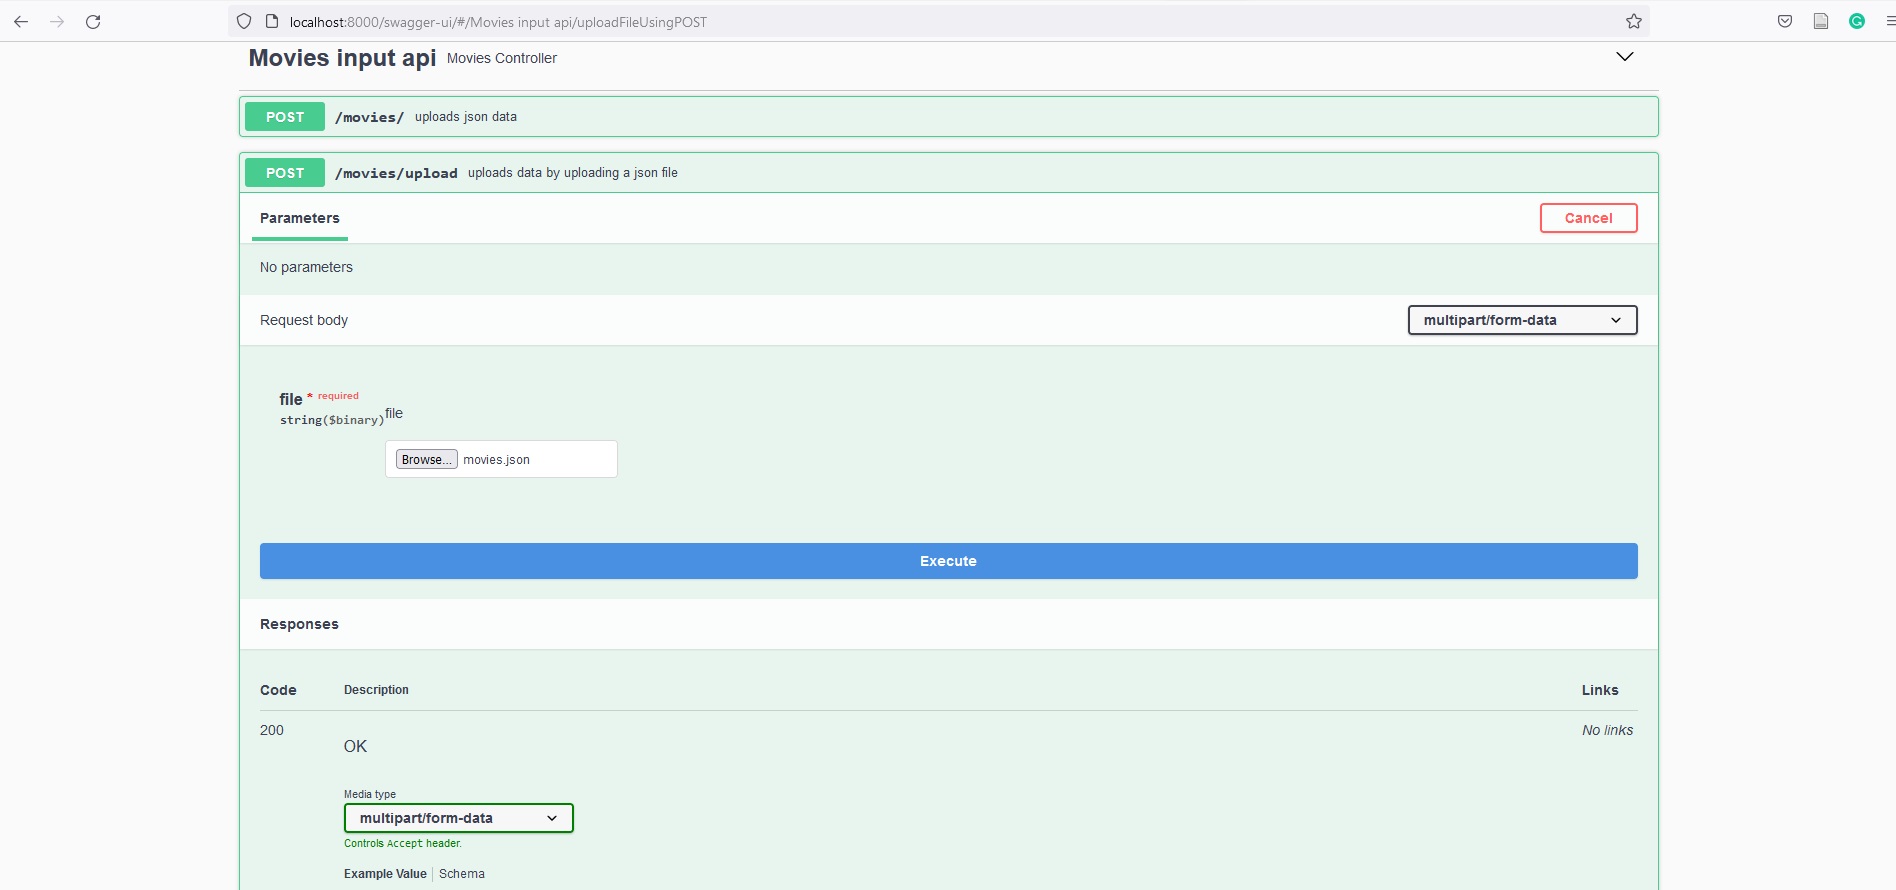 localhost:8000/swagger-ui/#/Movies input api/uploadFileUsingPOST
Movies input api Movies Controller
POST /movies/ uploads json data
POST /movies/upload uploads data by uploading a json file
Parameters Cancel
No parameters
Request body multipart/form-data
file * required
string($binary) file
Browse... movies.json
Execute
Responses
Code Description Links
200 No links
OK
Media type
multipart/form-data
Controls Accept header.
Example Value Schema